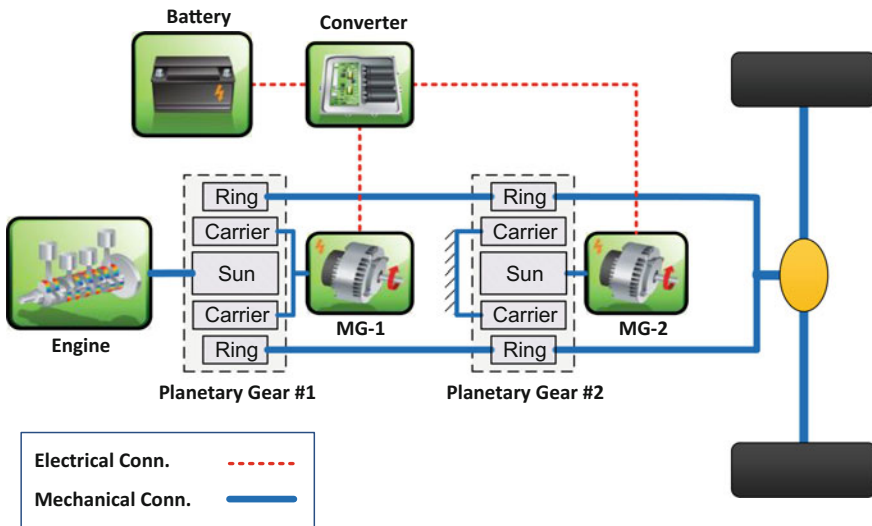 Battery
Converter
Ring
Ring
Carrier
Carrier
Sun
Sun
Carrier
Carrier
MG-1
MG-2
Engine
Ring
Ring
Planetary Gear #1
Planetary Gear #2
Electrical Conn.
Mechanical Conn.